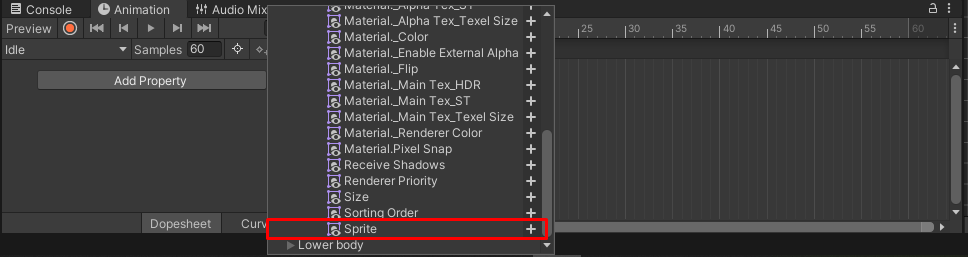 Console Animation Audio Mix
Preview
Idle Samples 60
Add Property
Material._Alpha Tex_ST
Material._Alpha Tex_Texel Size
Material._Color
Material._Enable External Alpha
Material._Flip
Material._Main Tex_HDR
Material._Main Tex_ST
Material._Main Tex_Texel Size
Material._Renderer Color
Material.Pixel Snap
Receive Shadows
Renderer Priority
Size
Sorting Order
Sprite
Lower body
25 30 35 40 45 50 55 60
Dopesheet Curv